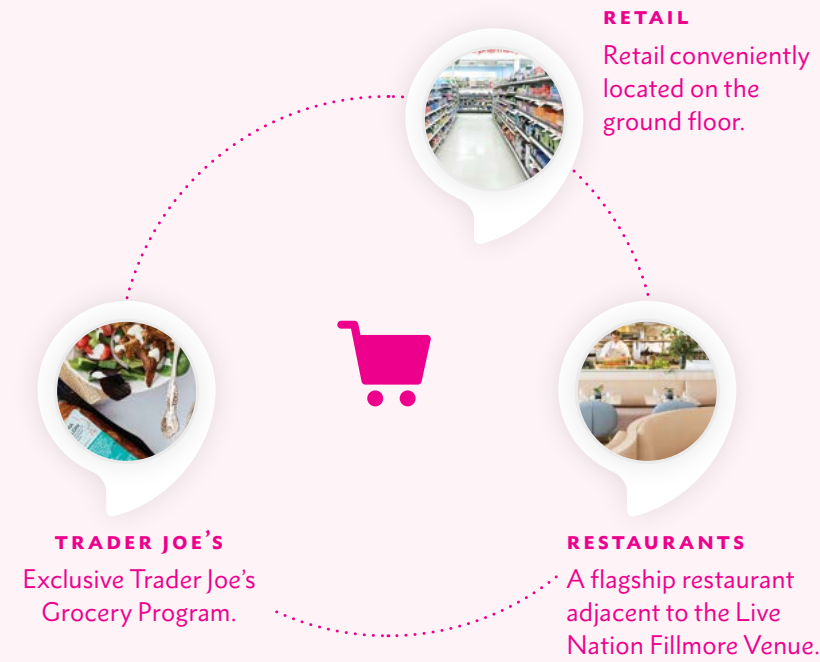 RETAIL
Retail conveniently
located on the
ground floor.
TRADER JOE'S
Exclusive Trader Joe's
Grocery Program.
RESTAURANTS
A flagship restaurant
adjacent to the Live
Nation Fillmore Venue.